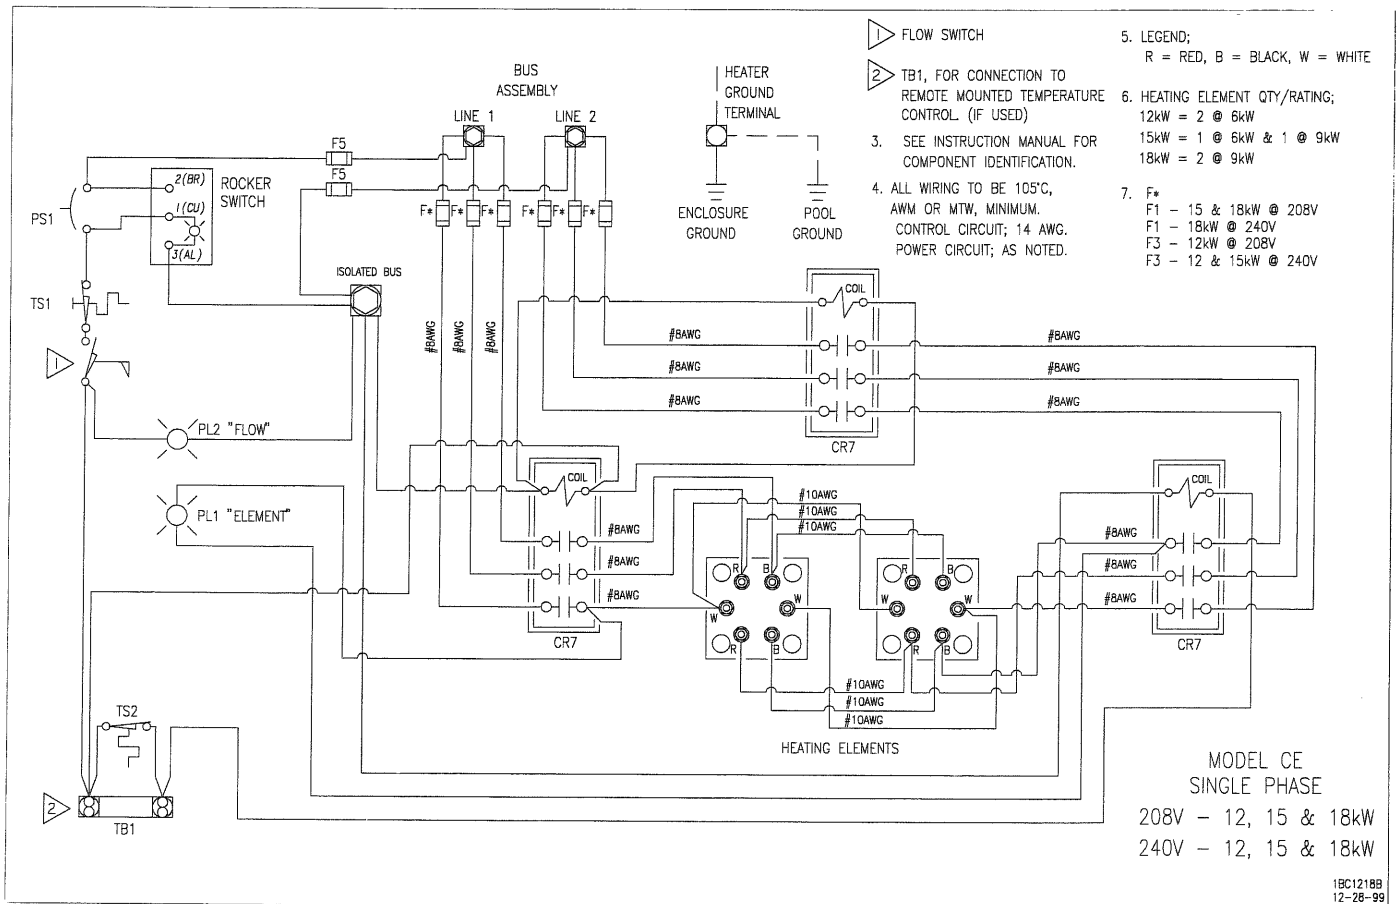 1 FLOW SWITCH
2 TB1, FOR CONNECTION TO
REMOTE MOUNTED TEMPERATURE
CONTROL (IF USED)
3. SEE INSTRUCTION MANUAL FOR
COMPONENT IDENTIFICATION.
4. ALL WIRING TO BE 105°C,
AWM OR MTW, MINIMUM.
CONTROL CIRCUIT; 14 AWG.
POWER CIRCUIT; AS NOTED.
5. LEGEND;
R = RED, B = BLACK, W = WHITE
6. HEATING ELEMENT QTY/RATING;
12kW = 2 @ 6kW
15kW = 1 @ 6kW & 1 @ 9kW
18kW = 2 @ 9kW
7. F*
F1 - 15 & 18kW @ 208V
F1 - 18kW @ 240V
F3 - 12kW @ 208V
F3 - 12 & 15kW @ 240V
BUS
ASSEMBLY
LINE 1
LINE 2
HEATER
GROUND
TERMINAL
ENCLOSURE
GROUND
POOL
GROUND
F5
F5
F*
F*
F*
F*
F*
F*
2(BR)
1(CU)
3(AL)
ROCKER
SWITCH
PS1
TS1
1
ISOLATED BUS
#8AWG
#8AWG
#8AWG
COIL
#8AWG
#8AWG
#8AWG
#8AWG
#8AWG
#8AWG
CR7
PL2 "FLOW"
PL1 "ELEMENT"
COIL
#8AWG
#8AWG
#8AWG
CR7
#10AWG
#10AWG
#10AWG
R
B
W
W
R
B
R
B
W
W
R
B
#10AWG
#10AWG
#10AWG
HEATING ELEMENTS
COIL
#8AWG
#8AWG
#8AWG
CR7
TS2
2
TB1
MODEL CE
SINGLE PHASE
208V - 12, 15 & 18kW
240V - 12, 15 & 18kW
1BC1218B
12-28-99